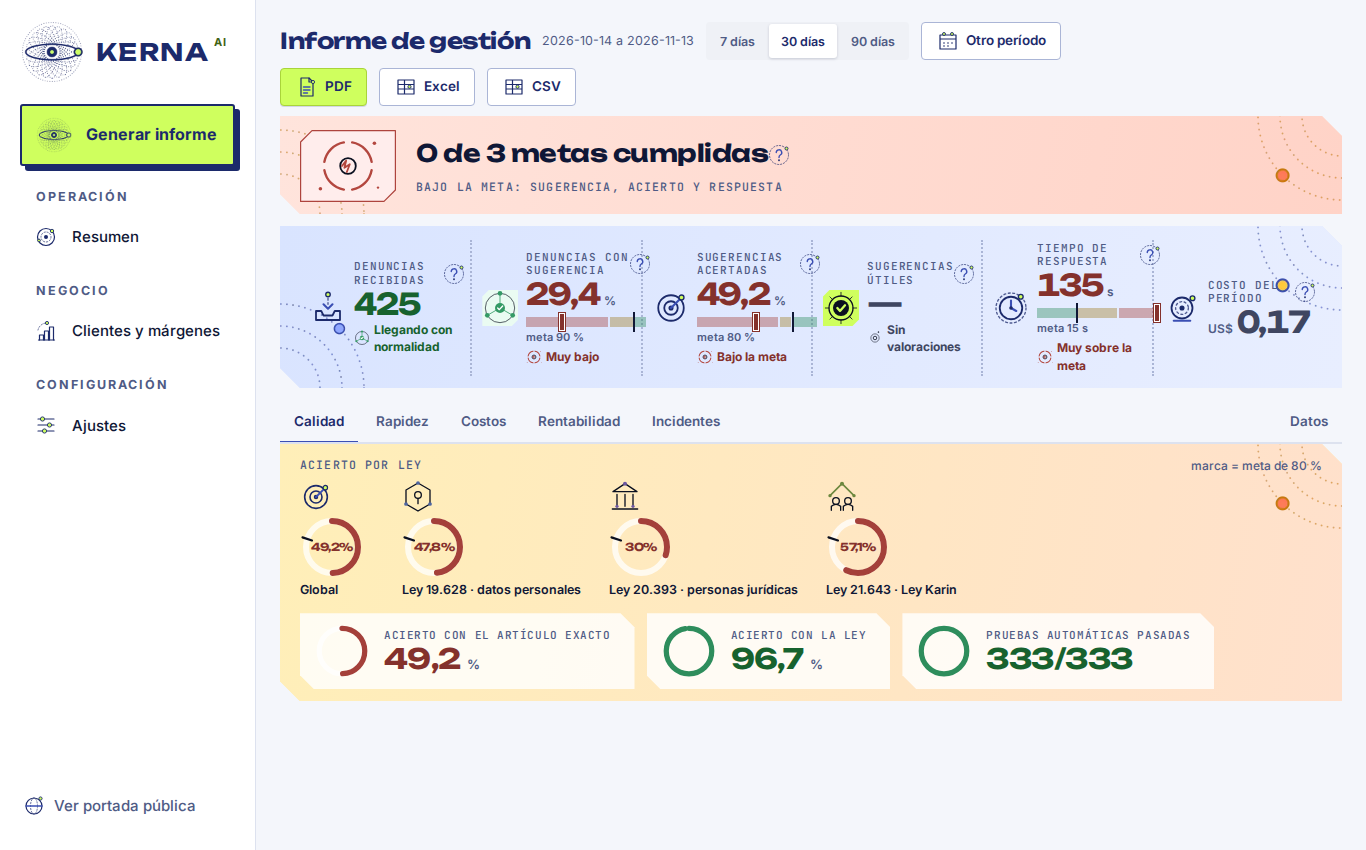 KERNA AI
Generar informe
OPERACIÓN
Resumen
NEGOCIO
Clientes y márgenes
CONFIGURACIÓN
Ajustes
Ver portada pública
Informe de gestión
2026-10-14 a 2026-11-13
7 días
30 días
90 días
Otro período
PDF
Excel
CSV
0 de 3 metas cumplidas ?
BAJO LA META: SUGERENCIA, ACIERTO Y RESPUESTA
DENUNCIAS
RECIBIDAS ?
425
Llegando con
normalidad
DENUNCIAS CON
SUGERENCIA ?
29,4 %
meta 90 %
Muy bajo
SUGERENCIAS
ACERTADAS ?
49,2 %
meta 80 %
Bajo la meta
SUGERENCIAS
ÚTILES ?
—
Sin
valoraciones
TIEMPO DE
RESPUESTA ?
135 s
meta 15 s
Muy sobre la
meta
COSTO DEL
PERÍODO ?
US$ 0,17
Calidad
Rapidez
Costos
Rentabilidad
Incidentes
Datos
ACIERTO POR LEY
marca = meta de 80 %
49,2%
Global
47,8%
Ley 19.628 · datos personales
30%
Ley 20.393 · personas jurídicas
57,1%
Ley 21.643 · Ley Karin
ACIERTO CON EL ARTÍCULO EXACTO
49,2 %
ACIERTO CON LA LEY
96,7 %
PRUEBAS AUTOMÁTICAS PASADAS
333/333